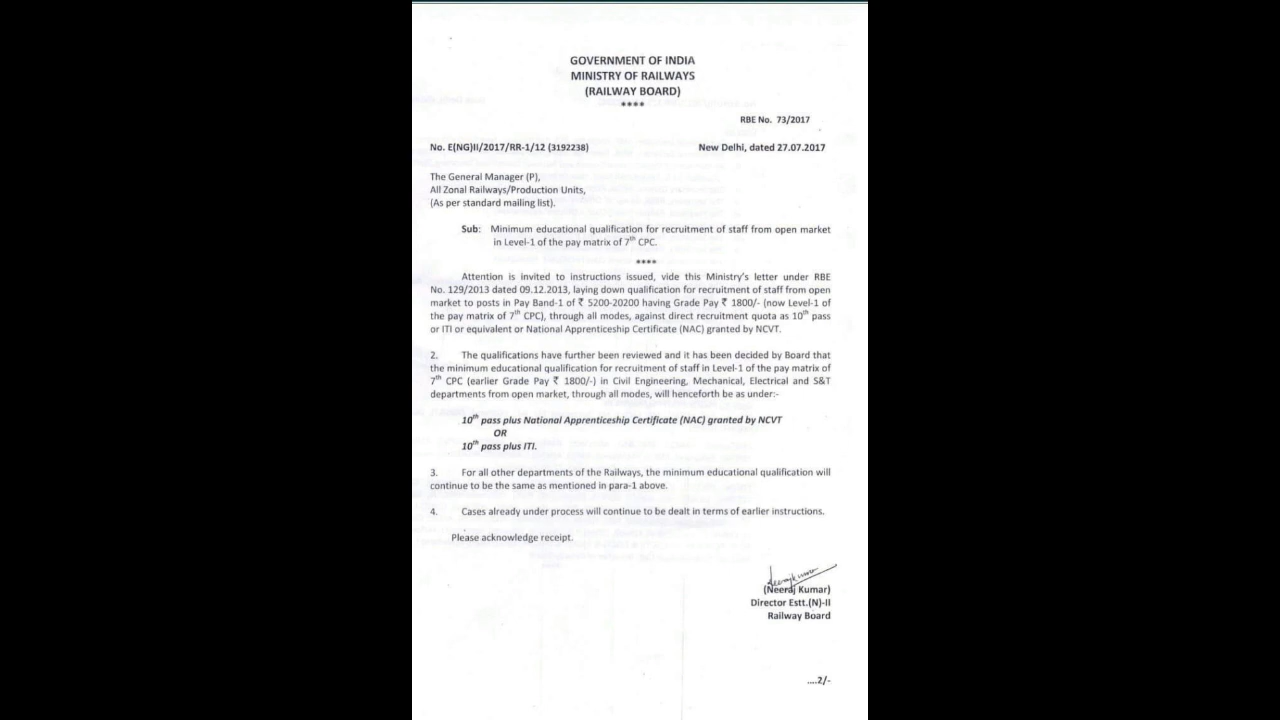 GOVERNMENT OF INDIA
MINISTRY OF RAILWAYS
(RAILWAY BOARD)
****
RBE No. 73/2017
No. E(NG)II/2017/RR-1/12 (3192238) New Delhi, dated 27.07.2017
The General Manager (P),
All Zonal Railways/Production Units,
(As per standard mailing list).
Sub: Minimum educational qualification for recruitment of staff from open market
in Level-1 of the pay matrix of 7th CPC.
****
Attention is invited to instructions issued, vide this Ministry's letter under RBE
No. 129/2013 dated 09.12.2013, laying down qualification for recruitment of staff from open
market to posts in Pay Band-1 of ₹ 5200-20200 having Grade Pay ₹ 1800/- (now Level-1 of
the pay matrix of 7th CPC), through all modes, against direct recruitment quota as 10th pass
or ITI or equivalent or National Apprenticeship Certificate (NAC) granted by NCVT.
2. The qualifications have further been reviewed and it has been decided by Board that
the minimum educational qualification for recruitment of staff in Level-1 of the pay matrix of
7th CPC (earlier Grade Pay ₹ 1800/-) in Civil Engineering, Mechanical, Electrical and S&T
departments from open market, through all modes, will henceforth be as under:-
10th pass plus National Apprenticeship Certificate (NAC) granted by NCVT
OR
10th pass plus ITI.
3. For all other departments of the Railways, the minimum educational qualification will
continue to be the same as mentioned in para-1 above.
4. Cases already under process will continue to be dealt in terms of earlier instructions.
Please acknowledge receipt.
Neerajkumar
(Neeraj Kumar)
Director Estt.(N)-II
Railway Board
....2/-